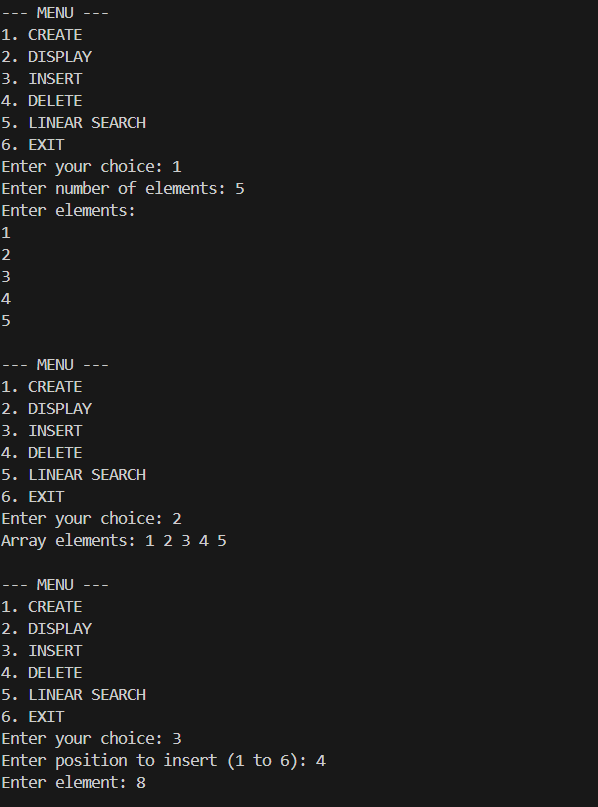 --- MENU ---
1. CREATE
2. DISPLAY
3. INSERT
4. DELETE
5. LINEAR SEARCH
6. EXIT
Enter your choice: 1
Enter number of elements: 5
Enter elements:
1
2
3
4
5

--- MENU ---
1. CREATE
2. DISPLAY
3. INSERT
4. DELETE
5. LINEAR SEARCH
6. EXIT
Enter your choice: 2
Array elements: 1 2 3 4 5

--- MENU ---
1. CREATE
2. DISPLAY
3. INSERT
4. DELETE
5. LINEAR SEARCH
6. EXIT
Enter your choice: 3
Enter position to insert (1 to 6): 4
Enter element: 8